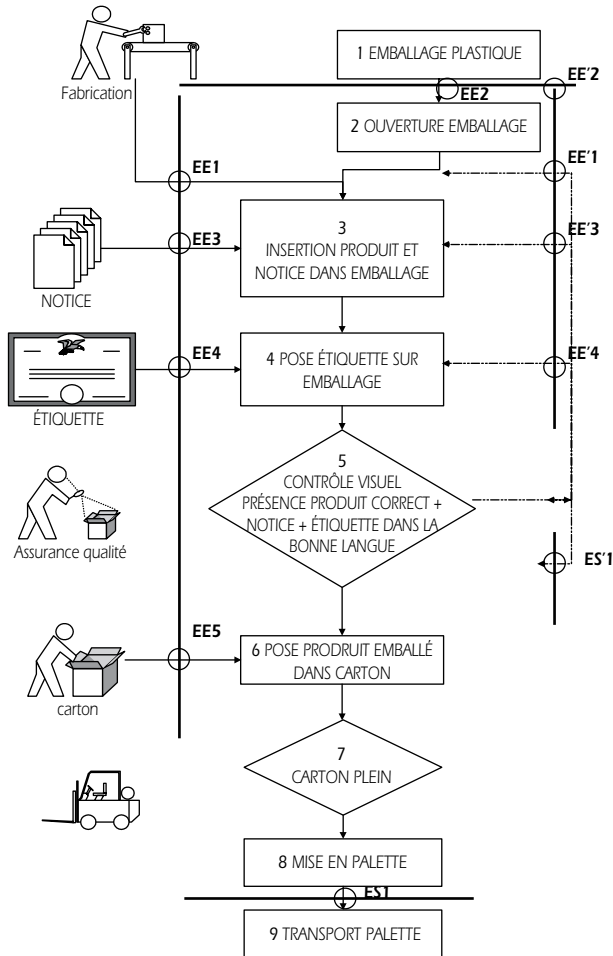 1 EMBALLAGE PLASTIQUE
EE'2
Fabrication
EE2
2 OUVERTURE EMBALLAGE
EE1
EE'1
3
INSERTION PRODUIT ET
NOTICE DANS EMBALLAGE
EE3
EE'3
NOTICE
4 POSE ÉTIQUETTE SUR
EMBALLAGE
EE4
EE'4
ÉTIQUETTE
5
CONTRÔLE VISUEL
PRÉSENCE PRODUIT CORRECT +
NOTICE + ÉTIQUETTE DANS LA
BONNE LANGUE
Assurance qualité
ES'1
EE5
6 POSE PRODRUIT EMBALLÉ
DANS CARTON
carton
7
CARTON PLEIN
8 MISE EN PALETTE
ES1
9 TRANSPORT PALETTE